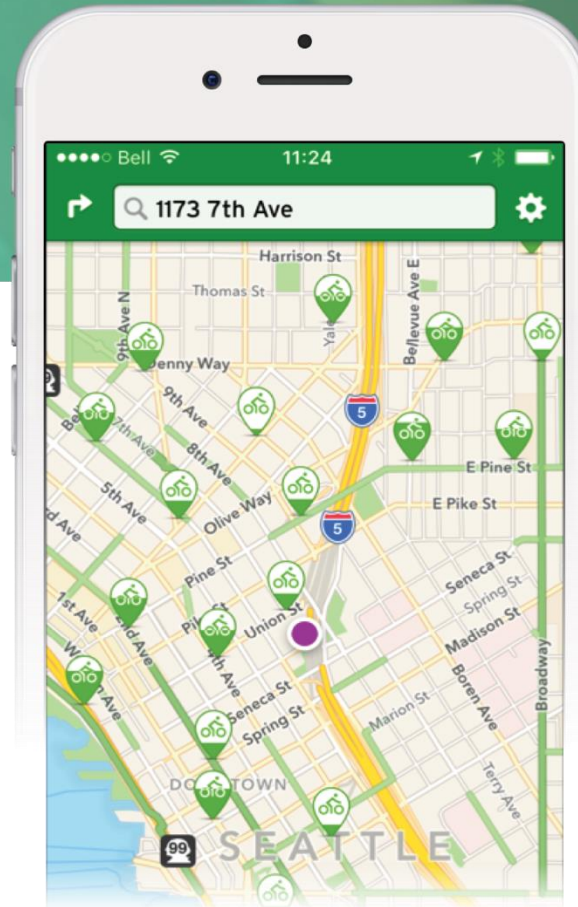 Bell 11:24
1173 7th Ave
Harrison St
Thomas St
9th Ave N
Yale
Bellevue Ave E
Denny Way
9th Ave
5
7th Ave
8th Ave
E Pine St
5th Ave
Olive Way
E Pike St
5
Pine St
Seneca St
Spring St
1st Ave
2nd Ave
Union St
Madison St
Broadway
Boren Ave
Seneca St
Spring St
Marion St
Terry Ave
99
SEATTLE